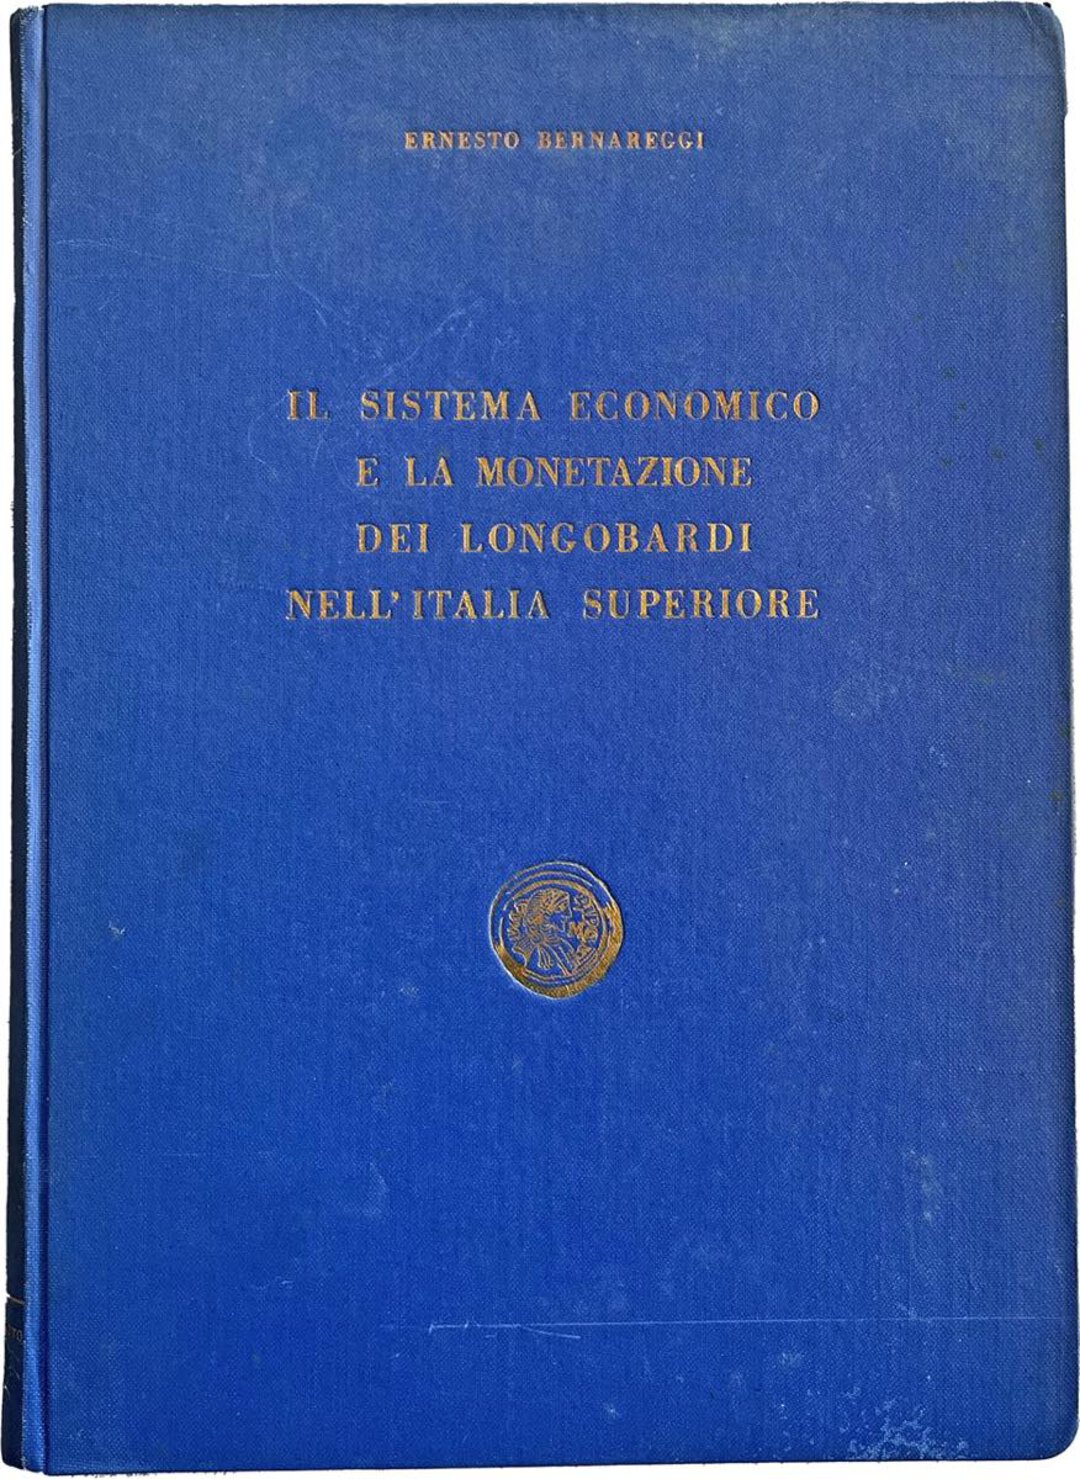 ERNESTO BERNAREGGI
IL SISTEMA ECONOMICO
E LA MONETAZIONE
DEI LONGOBARDI
NELL'ITALIA SUPERIORE